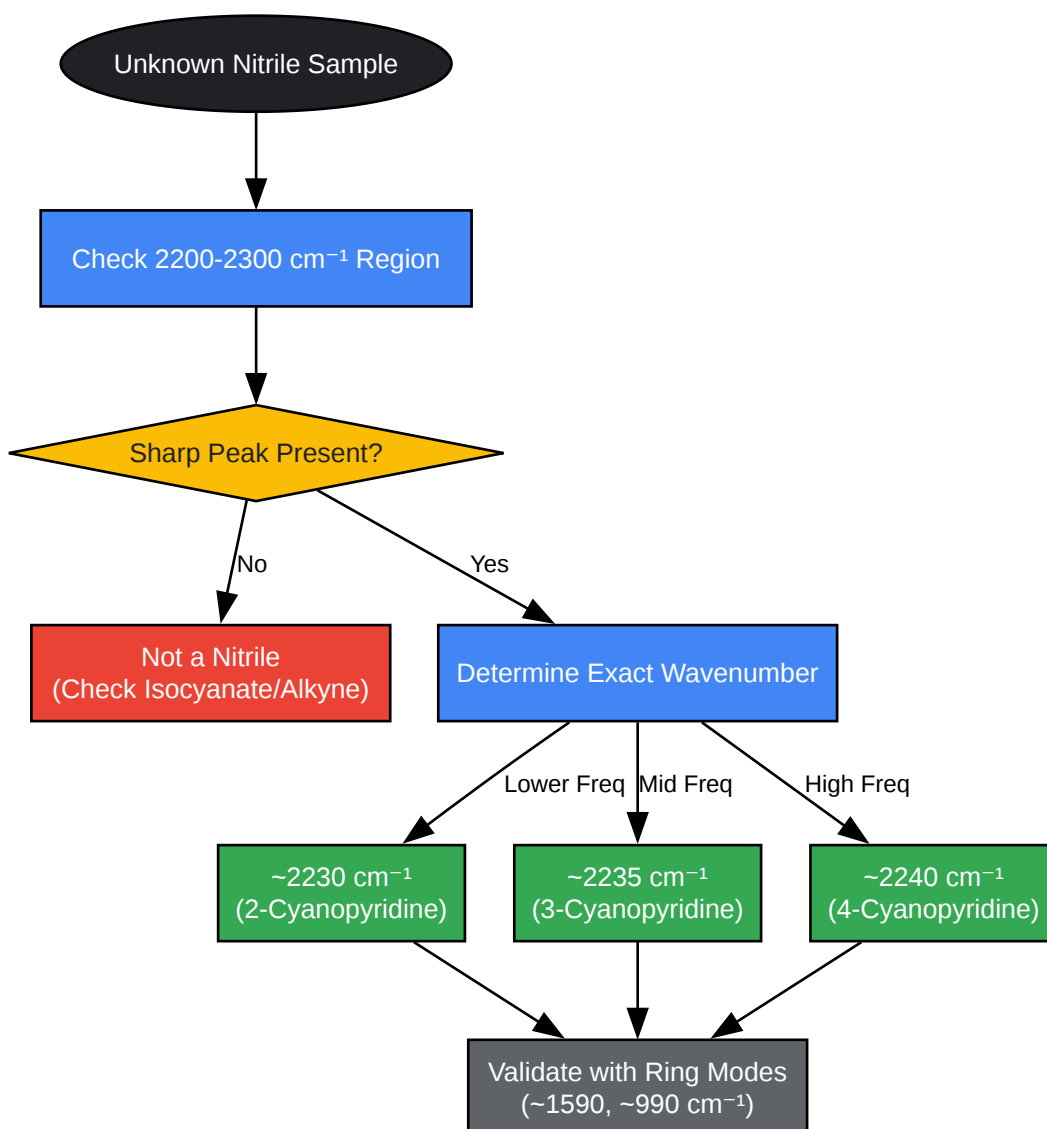 Unknown Nitrile Sample
Check 2200-2300 cm⁻¹ Region
Sharp Peak Present?
No
Yes
Not a Nitrile
(Check Isocyanate/Alkyne)
Determine Exact Wavenumber
Lower Freq
Mid Freq
High Freq
~2230 cm⁻¹
(2-Cyanopyridine)
~2235 cm⁻¹
(3-Cyanopyridine)
~2240 cm⁻¹
(4-Cyanopyridine)
Validate with Ring Modes
(~1590, ~990 cm⁻¹)